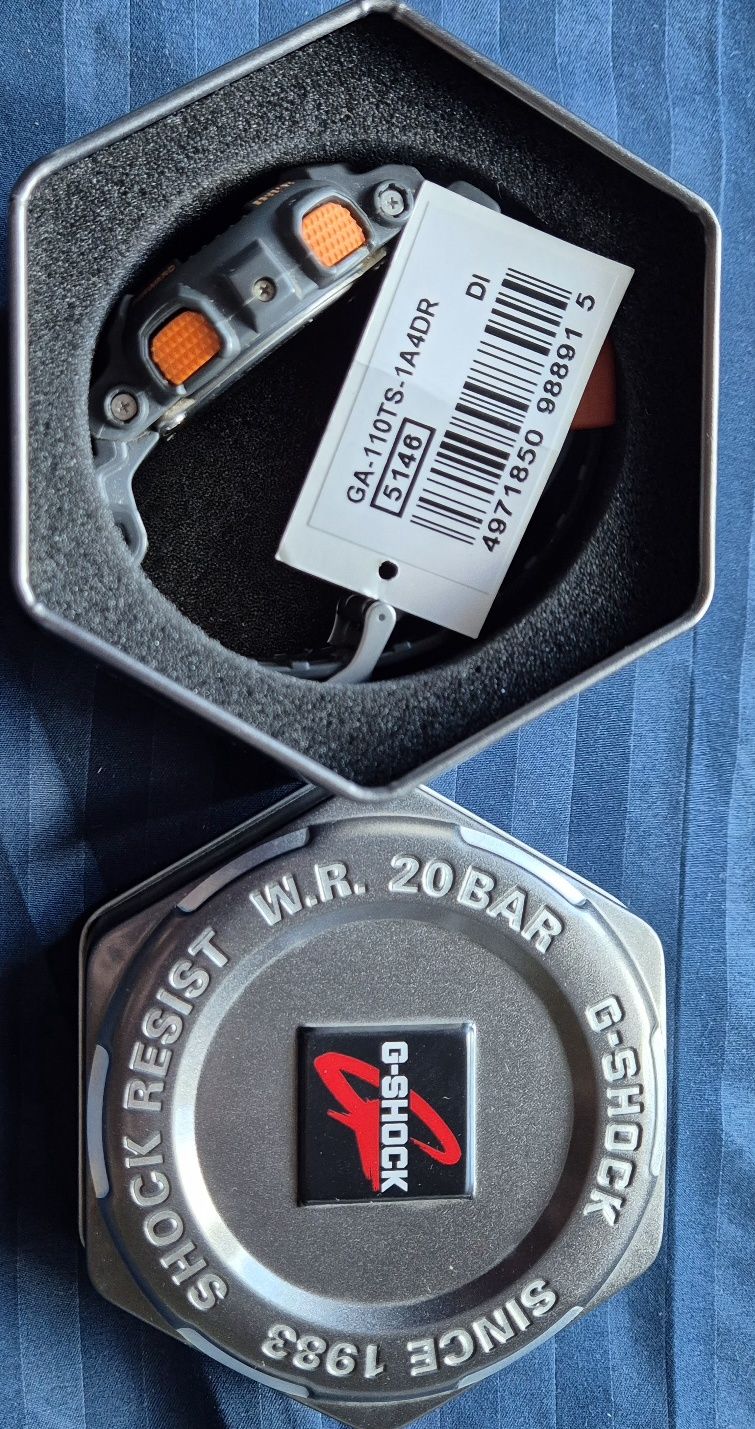 GA-110TS-1A4DR
5146
DI
4971850 98891 5
W.R. 20BAR
G-SHOCK
SINCE 1983
SHOCK RESIST
G-SHOCK